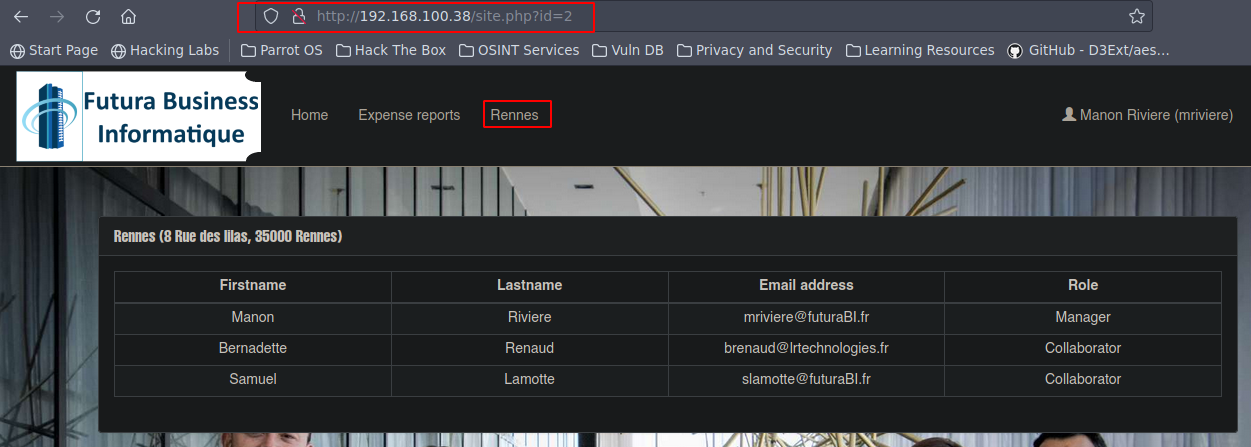 http://192.168.100.38/site.php?id=2
Start Page Hacking Labs Parrot OS Hack The Box OSINT Services Vuln DB Privacy and Security Learning Resources GitHub - D3Ext/aes...
Futura Business
Informatique
Home Expense reports Rennes Manon Riviere (mriviere)
Rennes (8 Rue des lilas, 35000 Rennes)
Firstname Lastname Email address Role
Manon Riviere mriviere@futuraBI.fr Manager
Bernadette Renaud brenaud@lrtechnologies.fr Collaborator
Samuel Lamotte slamotte@futuraBI.fr Collaborator